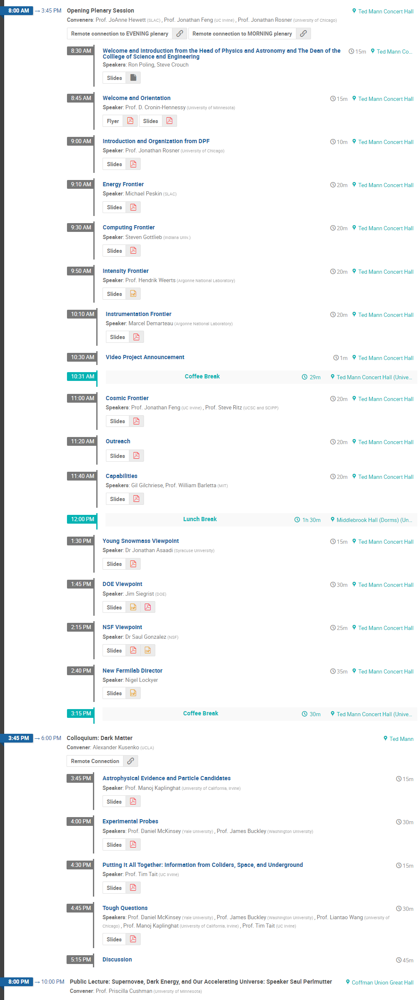 8:00 AM → 3:45 PM Opening Plenary Session Ted Mann Concert Hall
Conveners: Prof. JoAnne Hewett (SLAC) , Prof. Jonathan Feng (UC Irvine) , Prof. Jonathan Rosner (University of Chicago)
Remote connection to EVENING plenary Remote connection to MORNING plenary
8:30 AM Welcome and Introduction from the Head of Physics and Astronomy and The Dean of the 15m Ted Mann Co...
Colllege of Science and Engineering
Speakers: Ron Poling, Steve Crouch
Slides
8:45 AM Welcome and Orientation 15m Ted Mann Concert Hall
Speaker: Prof. D. Cronin-Hennessy (University of Minnesota)
Flyer Slides
9:00 AM Introduction and Organization from DPF 10m Ted Mann Concert Hall
Speaker: Prof. Jonathan Rosner (University of Chicago)
Slides
9:10 AM Energy Frontier 20m Ted Mann Concert Hall
Speaker: Michael Peskin (SLAC)
Slides
9:30 AM Computing Frontier 20m Ted Mann Concert Hall
Speaker: Steven Gottlieb (Indiana Univ.)
Slides
9:50 AM Intensity Frontier 20m Ted Mann Concert Hall
Speaker: Prof. Hendrik Weerts (Argonne National Laboratory)
Slides
10:10 AM Instrumentation Frontier 20m Ted Mann Concert Hall
Speaker: Marcel Demarteau (Argonne National Laboratory)
Slides
10:30 AM Video Project Announcement 1m Ted Mann Concert Hall
10:31 AM Coffee Break 29m Ted Mann Concert Hall (Unive...
11:00 AM Cosmic Frontier 20m Ted Mann Concert Hall
Speakers: Prof. Jonathan Feng (UC Irvine) , Prof. Steve Ritz (UCSC and SCIPP)
Slides
11:20 AM Outreach 20m Ted Mann Concert Hall
Slides
11:40 AM Capabilities 20m Ted Mann Concert Hall
Speakers: Gil Gilchriese, Prof. William Barletta (MIT)
Slides
12:00 PM Lunch Break 1h 30m Middlebrook Hall (Dorms) (Un...
1:30 PM Young Snowmass Viewpoint 15m Ted Mann Concert Hall
Speaker: Dr Jonathan Asaadi (Syracuse University)
Slides
1:45 PM DOE Viewpoint 30m Ted Mann Concert Hall
Speaker: Jim Siegrist (DOE)
Slides
2:15 PM NSF Viewpoint 25m Ted Mann Concert Hall
Speaker: Dr Saul Gonzalez (NSF)
Slides
2:40 PM New Fermilab Director 35m Ted Mann Concert Hall
Speaker: Nigel Lockyer
Slides
3:15 PM Coffee Break 30m Ted Mann Concert Hall (Unive...
3:45 PM → 6:00 PM Colloquium: Dark Matter Ted Mann
Convener: Alexander Kusenko (UCLA)
Remote Connection
3:45 PM Astrophysical Evidence and Particle Candidates 15m
Speaker: Prof. Manoj Kaplinghat (University of California, Irvine)
Slides
4:00 PM Experimental Probes 30m
Speakers: Prof. Daniel McKinsey (Yale University) , Prof. James Buckley (Washington University)
Slides
4:30 PM Putting It All Together: Information from Coliders, Space, and Underground 15m
Speaker: Prof. Tim Tait (UC Irvine)
Slides
4:45 PM Tough Questions 30m
Speakers: Prof. Daniel McKinsey (Yale University) , Prof. James Buckley (Washington University) , Prof. Liantao Wang (University of
Chicago) , Prof. Manoj Kaplinghat (University of California, Irvine) , Prof. Tim Tait (UC Irvine)
Slides
5:15 PM Discussion 45m
8:00 PM → 10:00 PM Public Lecture: Supernovae, Dark Energy, and Our Accelerating Universe: Speaker Saul Perlmutter Coffman Union Great Hall
Convener: Prof. Priscilla Cushman (University of Minnesota)